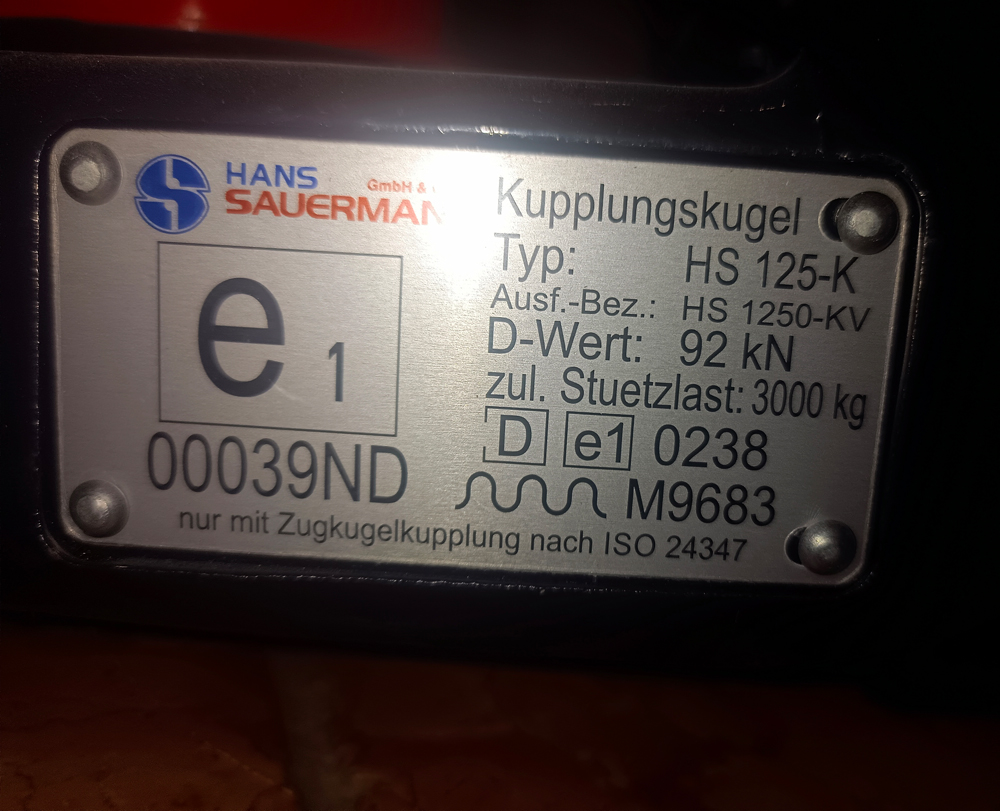 HANS
GmbH &
SAUERMAN
e 1
00039ND
Kupplungskugel
Typ: HS 125-K
Ausf.-Bez.: HS 1250-KV
D-Wert: 92 kN
zul. Stuetzlast: 3000 kg
D e1 0238
M9683
nur mit Zugkugelkupplung nach ISO 24347